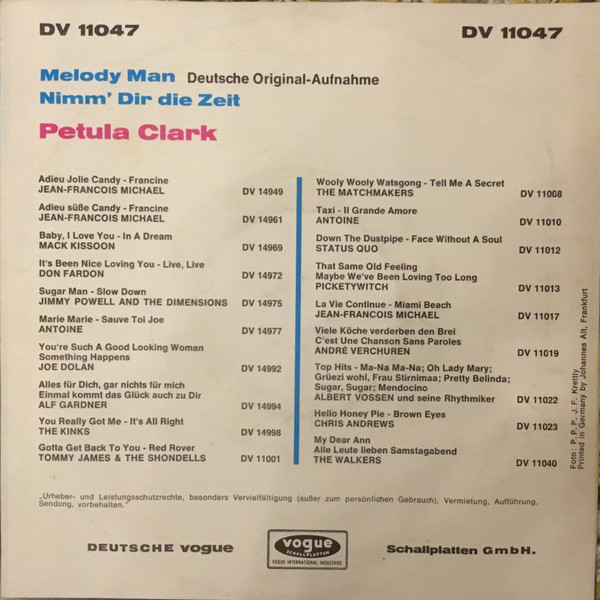 DV 11047
DV 11047
Melody Man Deutsche Original-Aufnahme
Nimm' Dir die Zeit
Petula Clark
Adieu Jolie Candy - Francine
JEAN-FRANCOIS MICHAEL DV 14949
Adieu süße Candy - Francine
JEAN-FRANCOIS MICHAEL DV 14961
Baby, I Love You - In A Dream
MACK KISSOON DV 14969
It's Been Nice Loving You - Live, Live
DON FARDON DV 14972
Sugar Man - Slow Down
JIMMY POWELL AND THE DIMENSIONS DV 14975
Marie Marie - Sauve Toi Joe
ANTOINE DV 14977
You're Such A Good Looking Woman
Something Happens
JOE DOLAN DV 14992
Alles für Dich, gar nichts für mich
Einmal kommt das Glück auch zu Dir
ALF GARDNER DV 14994
You Really Got Me - It's All Right
THE KINKS DV 14998
Gotta Get Back To You - Red Rover
TOMMY JAMES & THE SHONDELLS DV 11001
Wooly Wooly Watsgong - Tell Me A Secret
THE MATCHMAKERS DV 11008
Taxi - Il Grande Amore
ANTOINE DV 11010
Down The Dustpipe - Face Without A Soul
STATUS QUO DV 11012
That Same Old Feeling
Maybe We've Been Loving Too Long
PICKETYWITCH DV 11013
La Vie Continue - Miami Beach
JEAN-FRANCOIS MICHAEL DV 11017
Viele Köche verderben den Brei
C'est Une Chanson Sans Paroles
ANDRÉ VERCHUREN DV 11019
Top Hits - Ma-Na Ma-Na; Oh Lady Mary;
Grüezi wohl, Frau Stirnimaa; Pretty Belinda;
Sugar, Sugar; Mendocino
ALBERT VOSSEN und seine Rhythmiker DV 11022
Hello Honey Pie - Brown Eyes
CHRIS ANDREWS DV 11023
My Dear Ann
Alle Leute lieben Samstagabend
THE WALKERS DV 11040
Foto: P. P. P. J. F. Krettly
Printed in Germany by Johannes Alt, Frankfurt
„Urheber- und Leistungsschutzrechte, besonders Vervielfältigung (außer zum persönlichen Gebrauch), Vermietung, Aufführung,
Sendung, vorbehalten."
DEUTSCHE VOGUE
vogue
SCHALLPLATTEN
VOGUE INTERNATIONAL INDUSTRIES
Schallplatten GmbH.